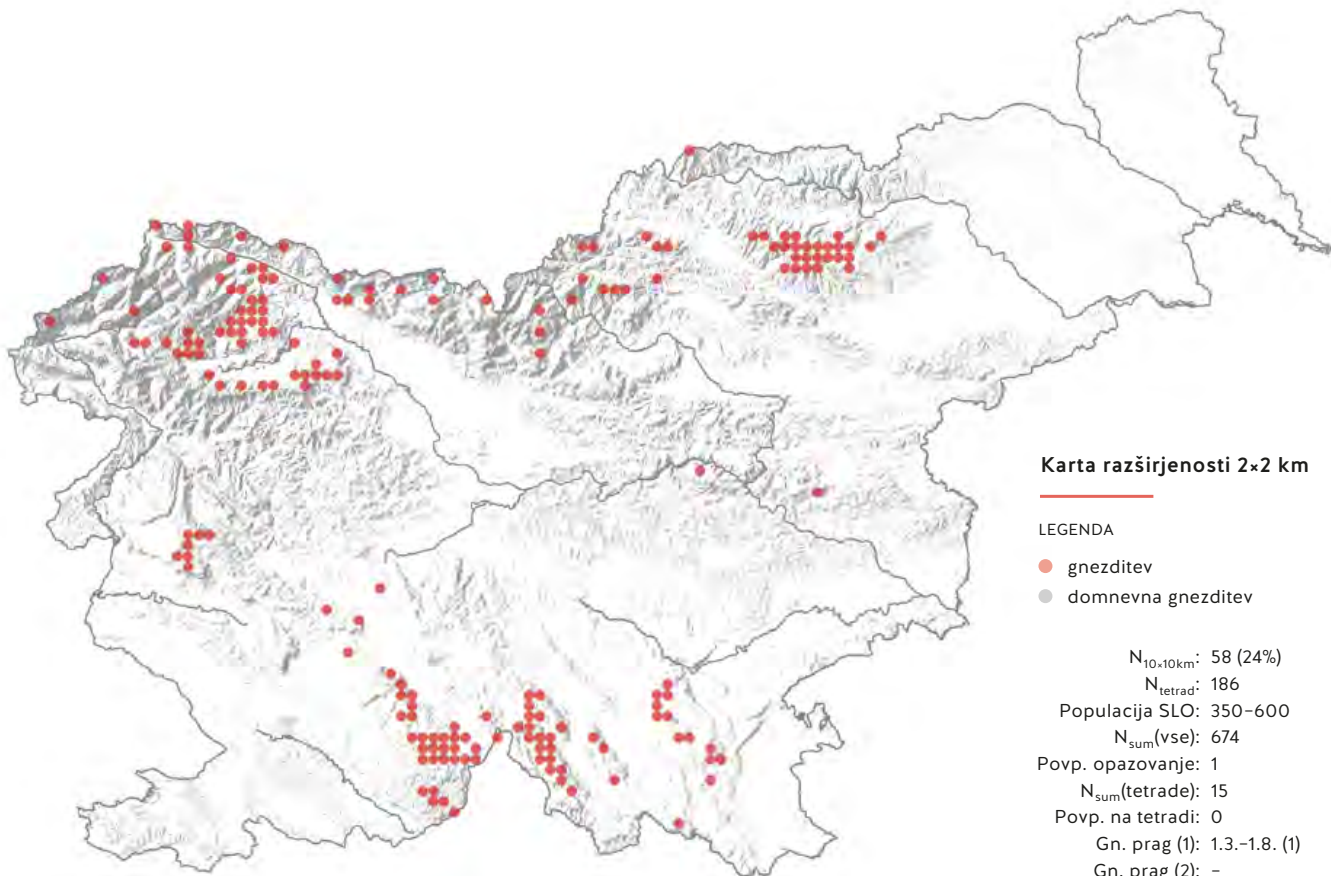 Karta razširjenosti 2×2 km
LEGENDA
gnezditev
domnevna gnezditev
N10×10km: 58 (24%)
Ntetrad: 186
Populacija SLO: 350–600
Nsum(vse): 674
Povp. opazovanje: 1
Nsum(tetrade): 15
Povp. na tetradi: 0
Gn. prag (1): 1.3.–1.8. (1)
Gn. prag (2): –